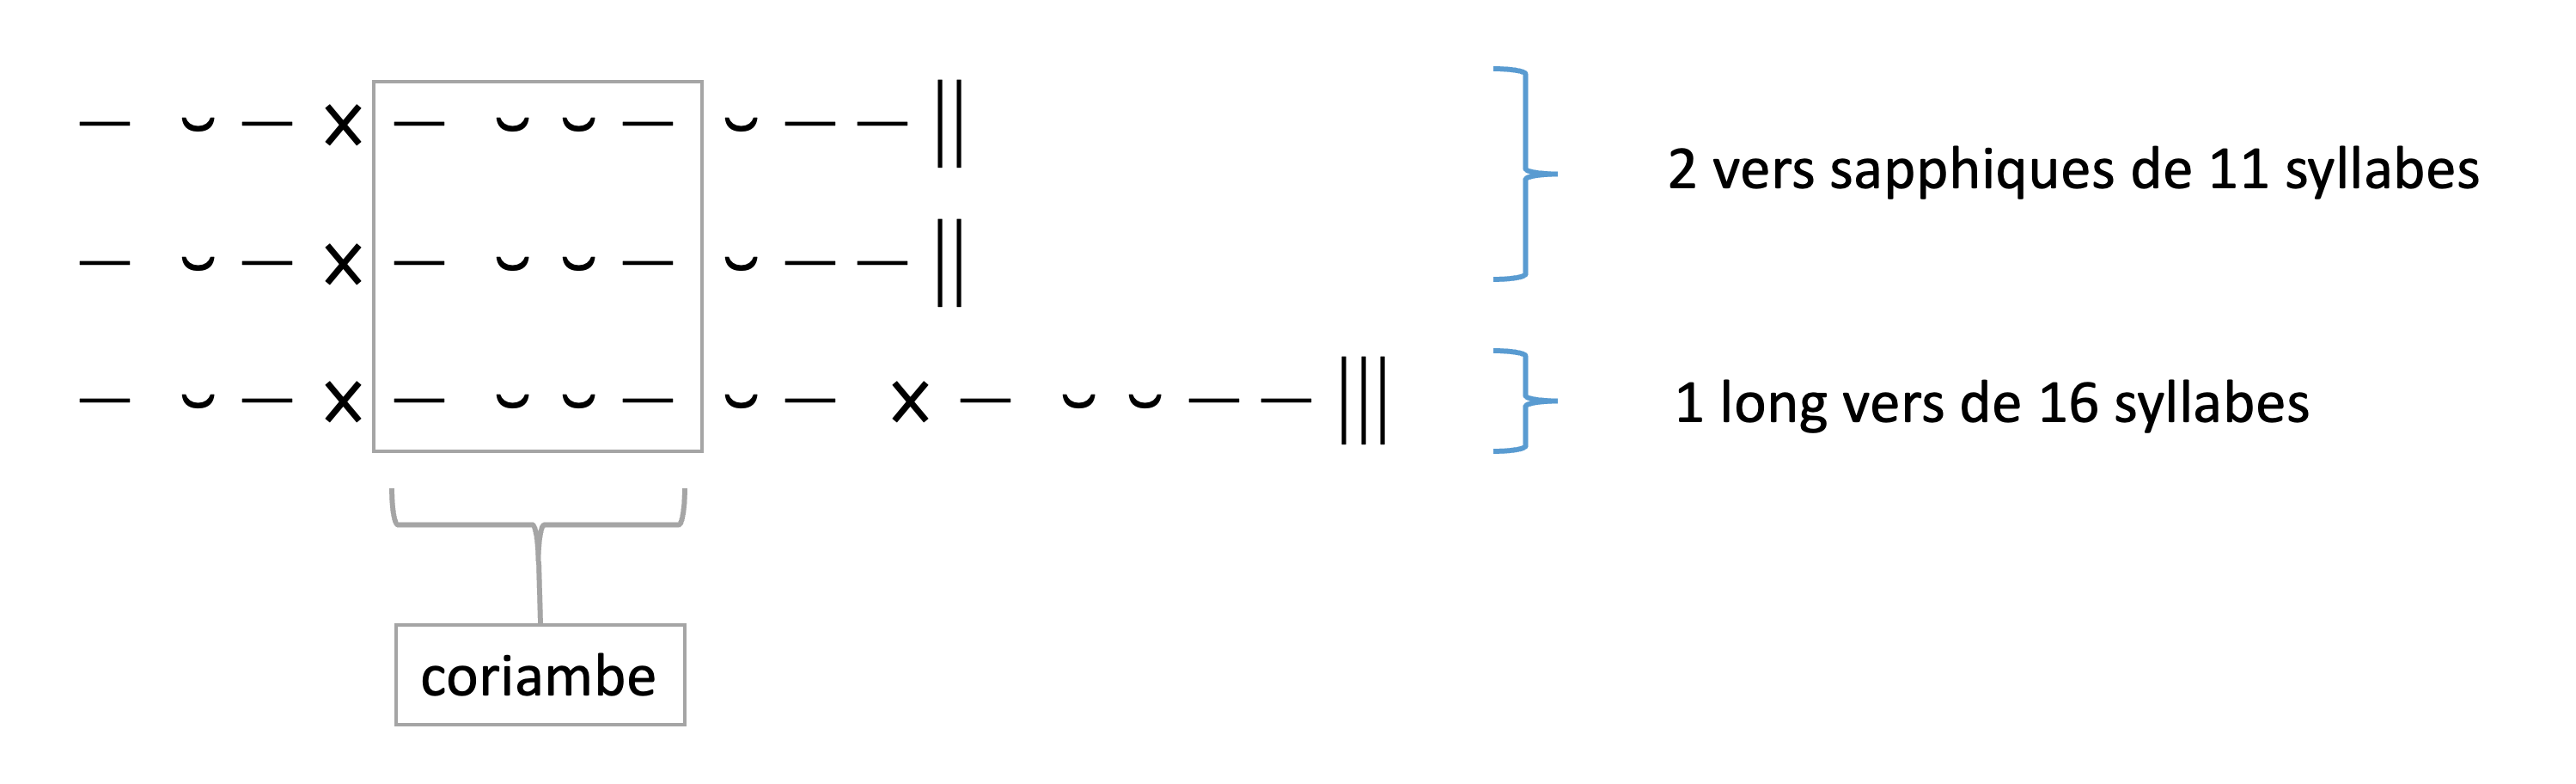 — ⏑ — × — ⏑ ⏑ — ⏑ — — ||
2 vers sapphiques de 11 syllabes
— ⏑ — × — ⏑ ⏑ — ⏑ — — ||
— ⏑ — × — ⏑ ⏑ — ⏑ — × — ⏑ ⏑ — — |||
1 long vers de 16 syllabes
coriambe